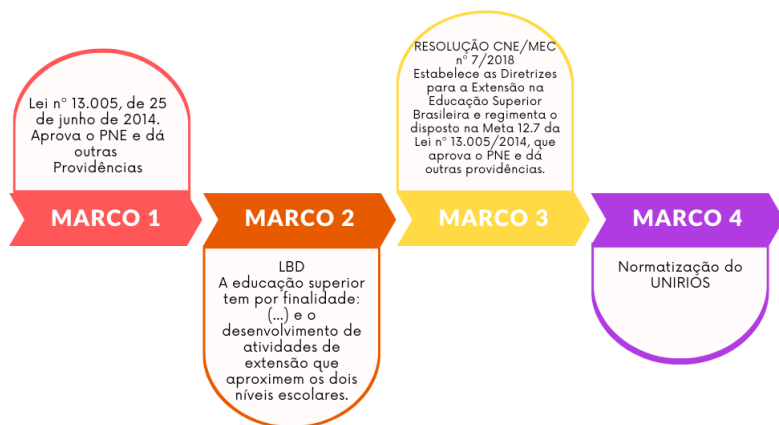 Lei nº 13.005, de 25
de junho de 2014.
Aprova o PNE e dá
outras
Providências
MARCO 1
MARCO 2
LBD
A educação superior
tem por finalidade:
(...) e o
desenvolvimento de
atividades de
extensão que
aproximem os dois
níveis escolares.
RESOLUÇÃO CNE/MEC
nº 7/2018
Estabelece as Diretrizes
para a Extensão na
Educação Superior
Brasileira e regimenta o
disposto na Meta 12.7 da
Lei nº 13.005/2014, que
aprova o PNE e dá
outras providências.
MARCO 3
MARCO 4
Normatização do
UNIRIOS